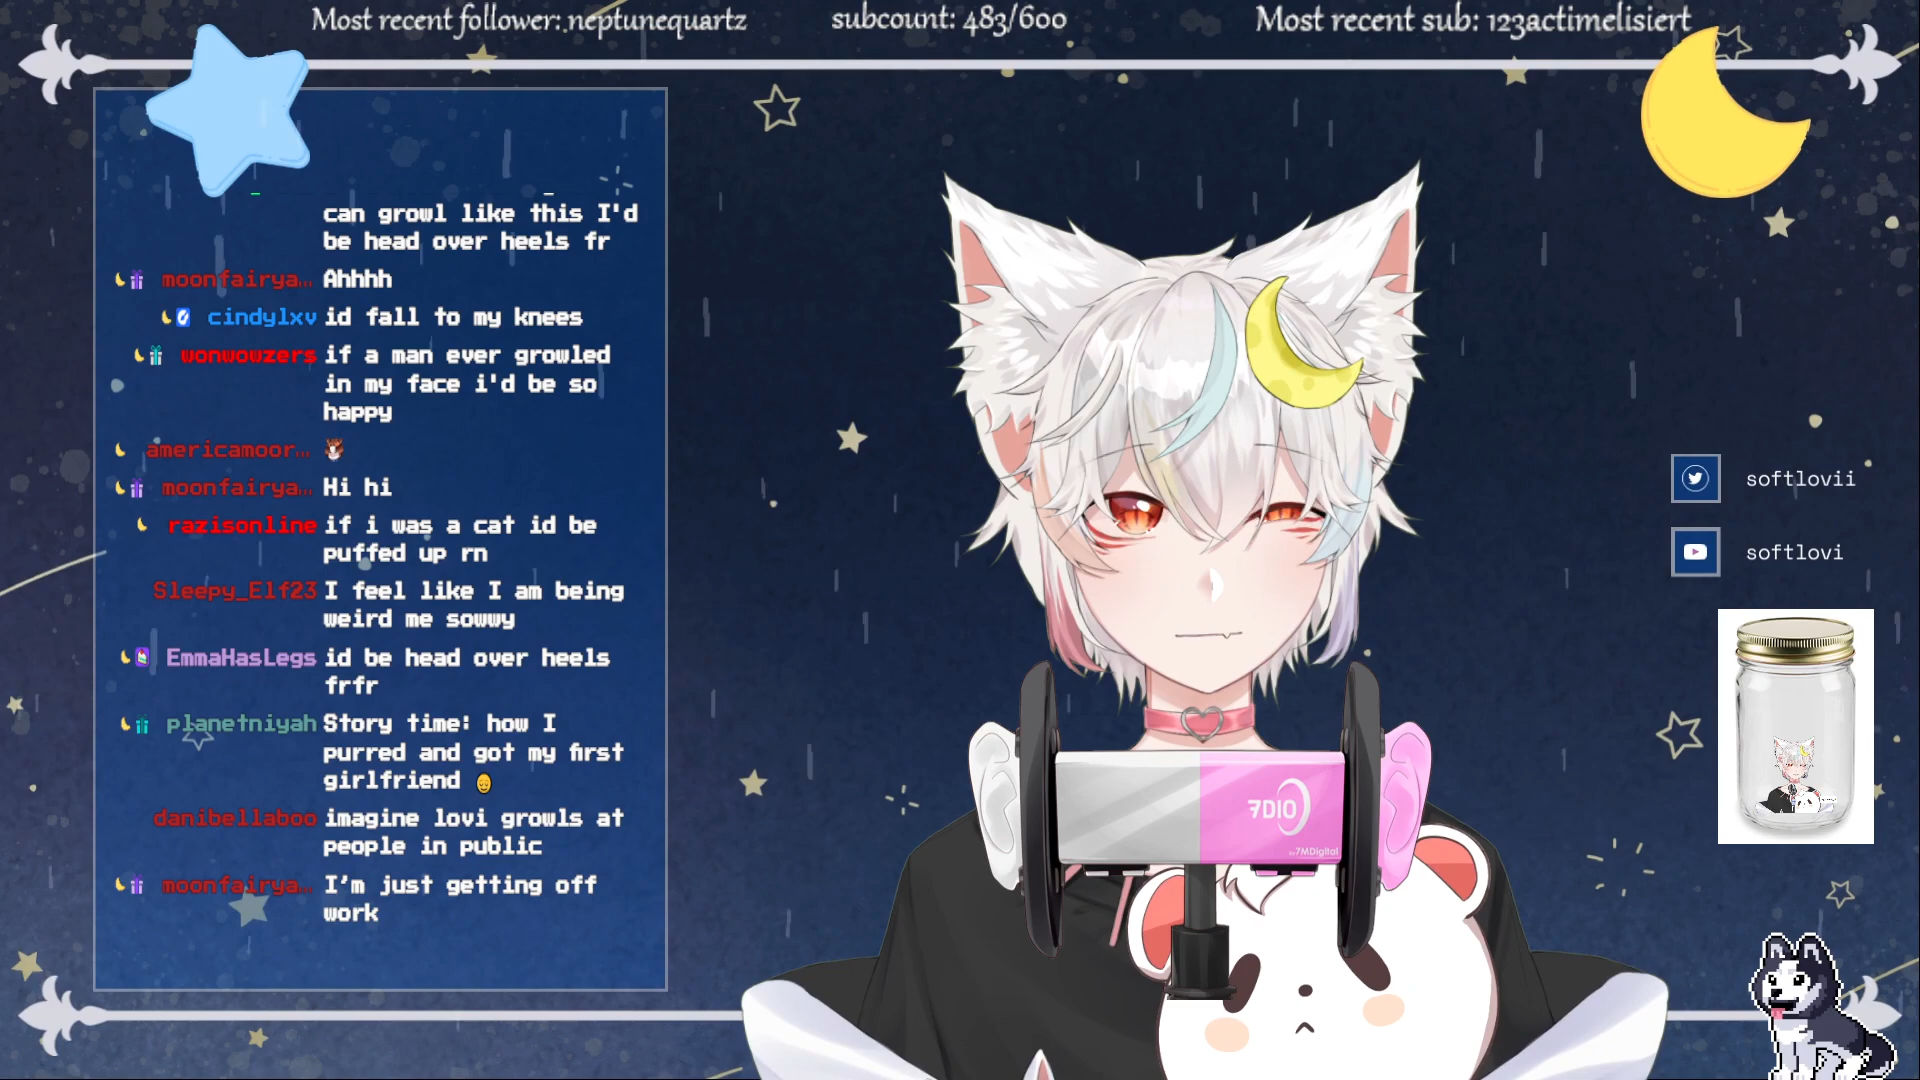 Most recent follower: neptunequartz
subcount: 483/600
Most recent sub: 123actimelisiert
can growl like this I'd
be head over heels fr
moonfairya... Ahhhh
cindylxv id fall to my knees
wonwowzers if a man ever growled
in my face i'd be so
happy
americamoor...
moonfairya... Hi hi
razisonline if i was a cat id be
puffed up rn
Sleepy_Elf23 I feel like I am being
weird me sowwy
EmmaHasLegs id be head over heels
frfr
planetniyah Story time: how I
purred and got my first
girlfriend
danibellaboo imagine lovi growls at
people in public
moonfairya... I'm just getting off
work
7DIO
by 7MDigital
softlovii
softlovi